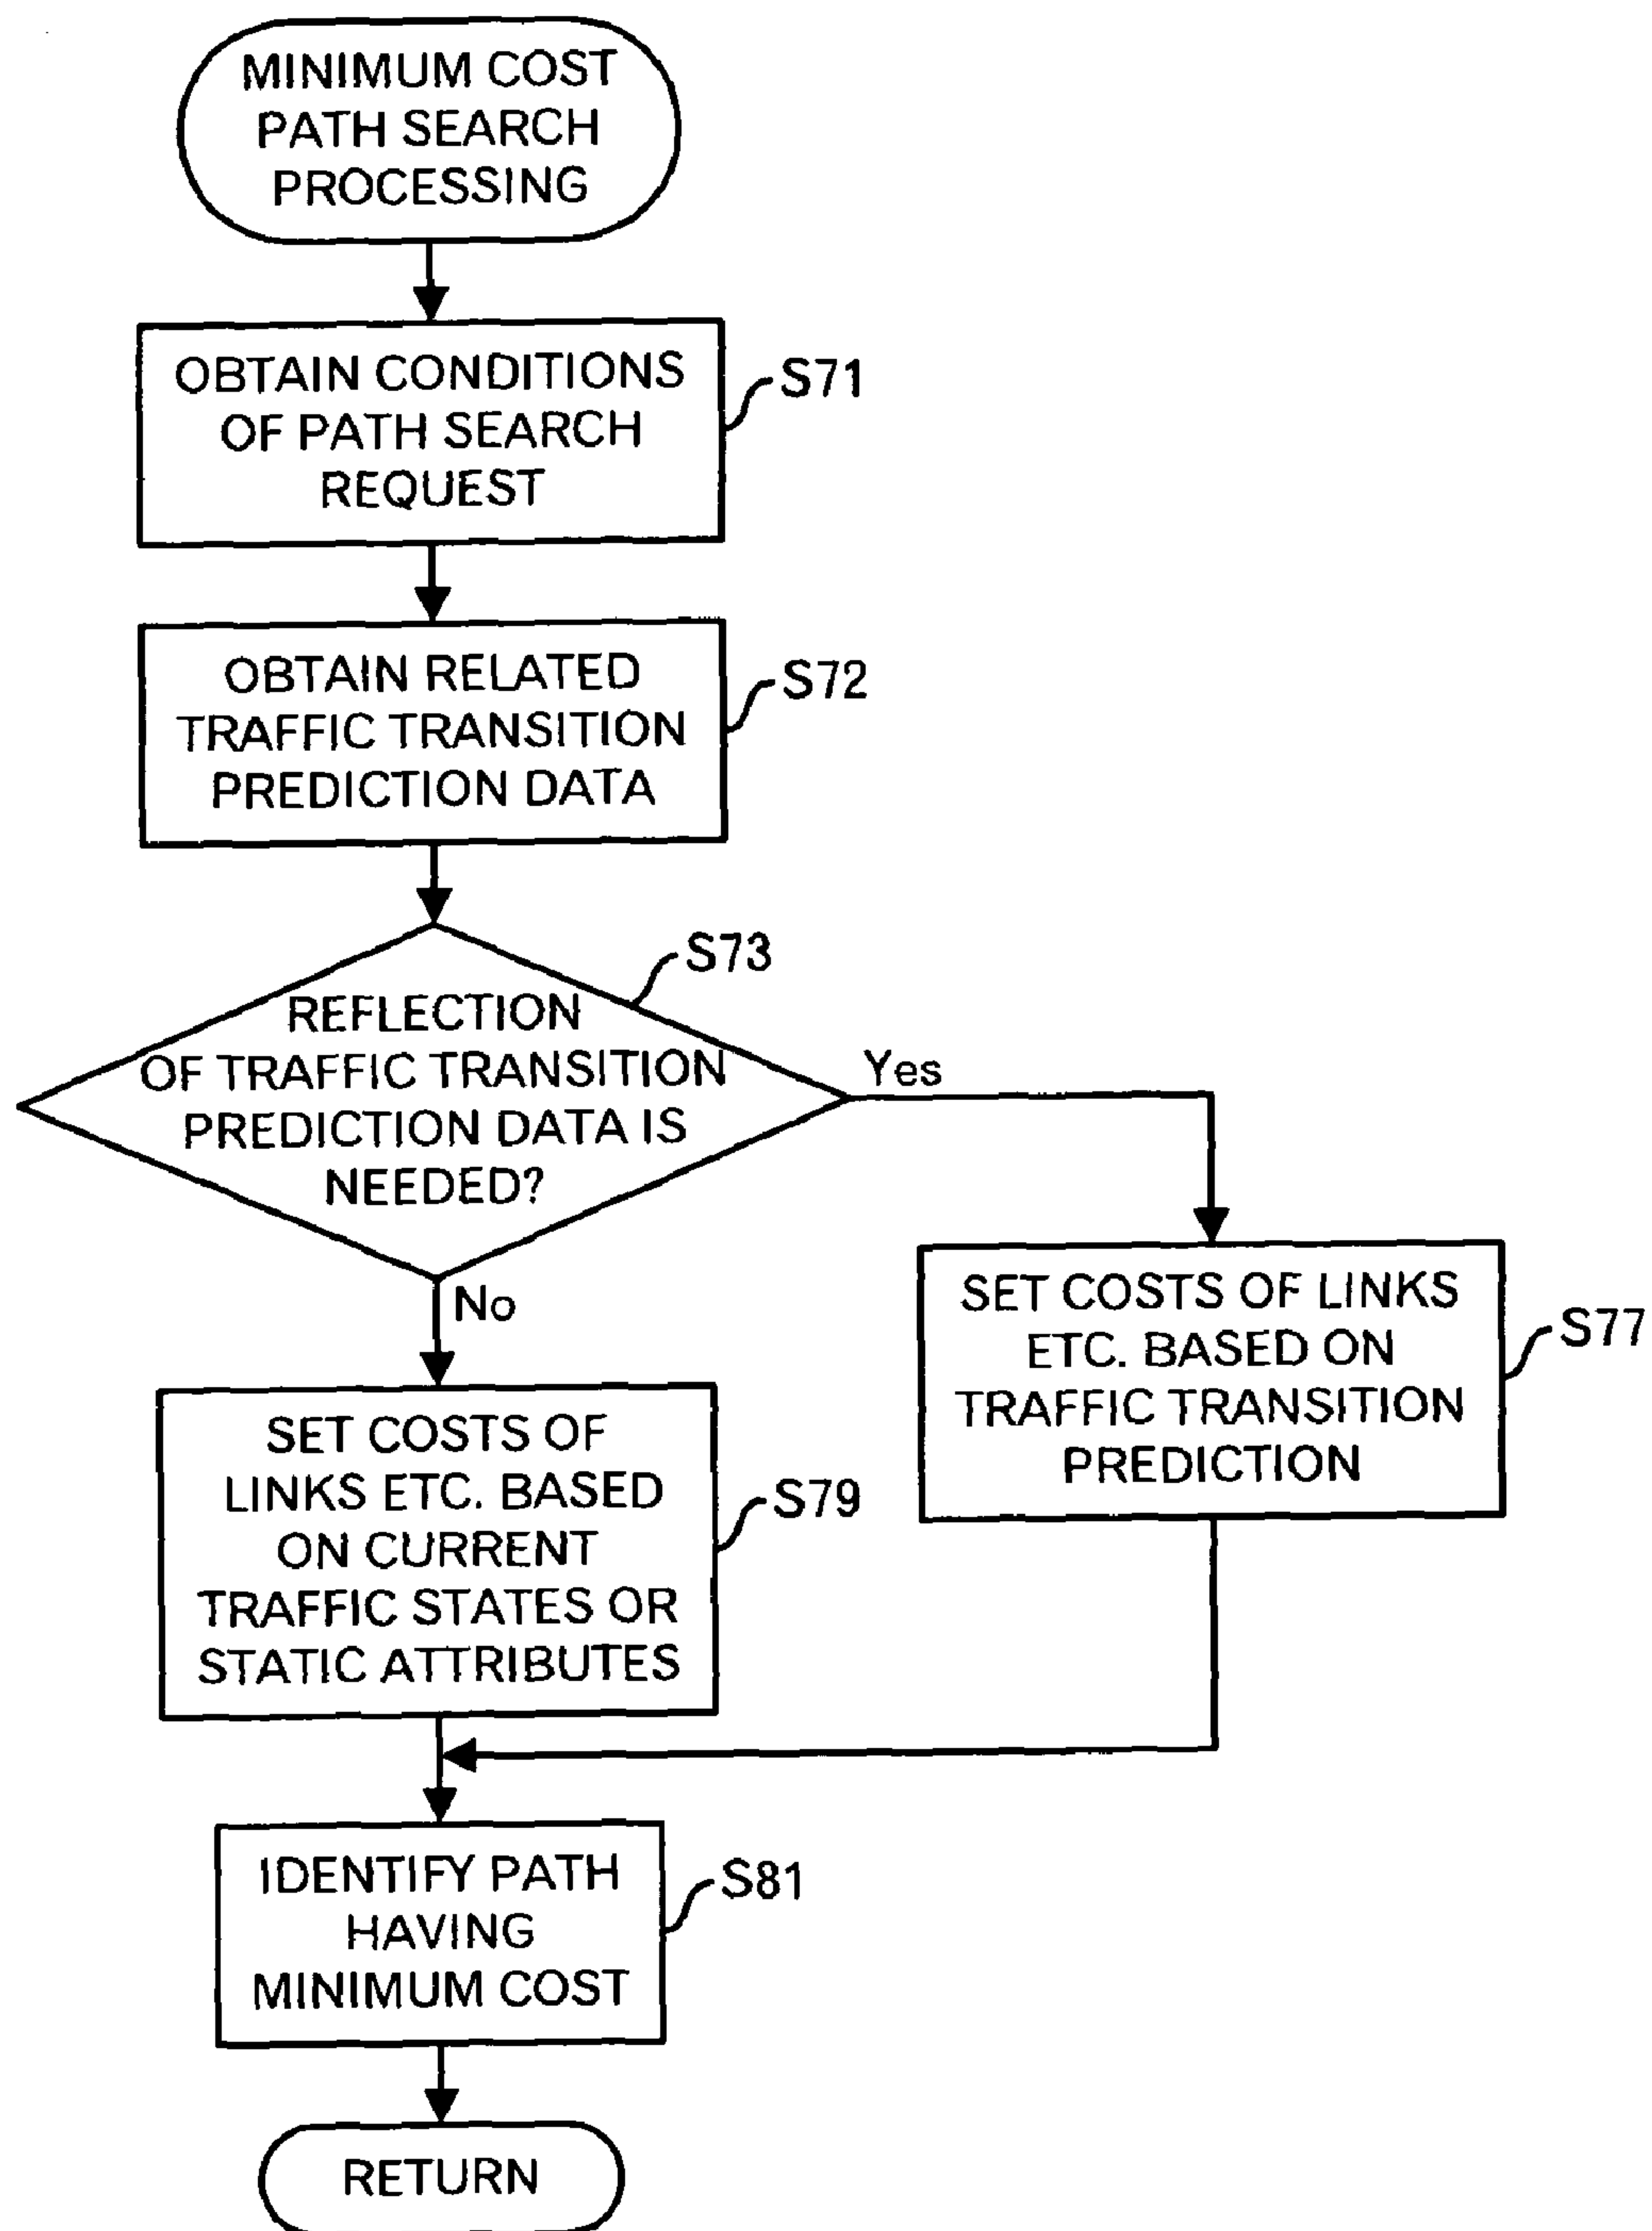 MINIMUM COST
PATH SEARCH
PROCESSING
OBTAIN CONDITIONS
OF PATH SEARCH
REQUEST
S71
OBTAIN RELATED
TRAFFIC TRANSITION
PREDICTION DATA
S72
S73
REFLECTION
OF TRAFFIC TRANSITION
PREDICTION DATA IS
NEEDED?
Yes
No
SET COSTS OF LINKS
ETC. BASED ON
TRAFFIC TRANSITION
PREDICTION
S77
SET COSTS OF
LINKS ETC. BASED
ON CURRENT
TRAFFIC STATES OR
STATIC ATTRIBUTES
S79
IDENTIFY PATH
HAVING
MINIMUM COST
S81
RETURN